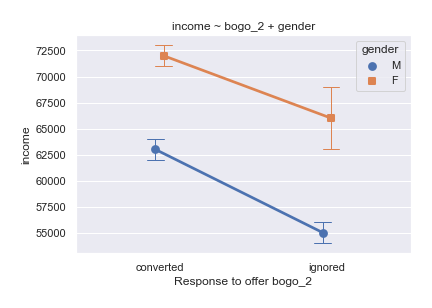 income ~ bogo_2 + gender
gender
M
F
72500
70000
67500
65000
62500
60000
57500
55000
income
converted
ignored
Response to offer bogo_2